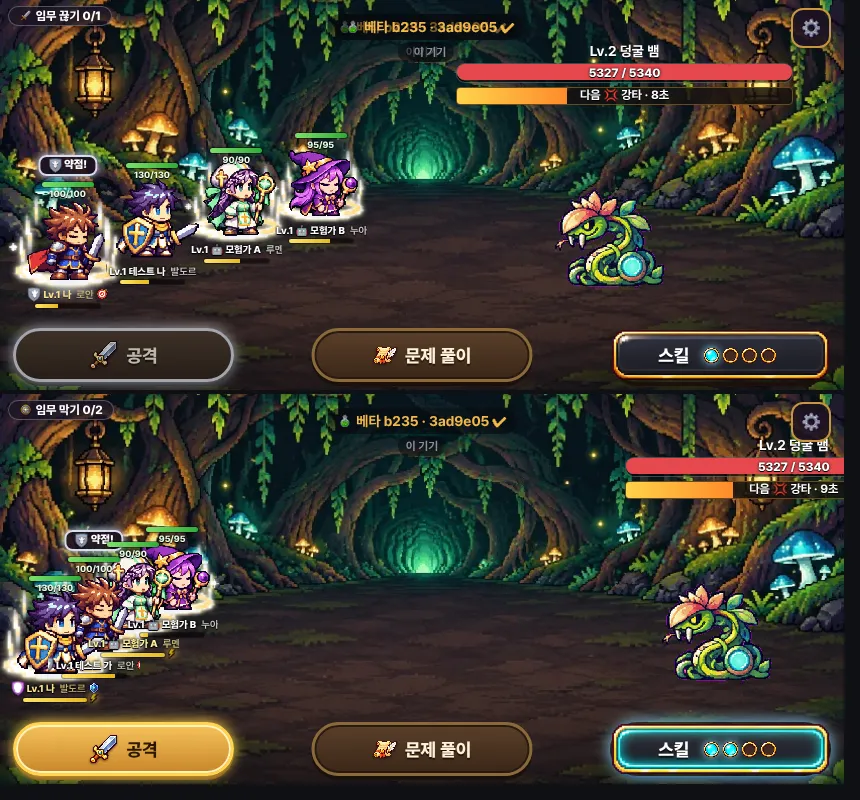 임무 끊기 0/1
베타 b235 · 3ad9e05
이 기기
Lv.2 덩굴 뱀
5327 / 5340
다음 강타 · 8초
약점!
100/100
130/130
90/90
95/95
Lv.1 모험가 B 누아
Lv.1 모험가 A 루멘
Lv.1 테스트 나 발도르
Lv.1 나 로안
공격
문제 풀이
스킬
임무 막기 0/2
베타 b235 · 3ad9e05
이 기기
Lv.2 덩굴 뱀
5327 / 5340
다음 강타 · 9초
약점!
95/95
90/90
100/100
130/130
Lv.1 모험가 B 누아
Lv.1 모험가 A 루멘
Lv.1 테스트 가 로안
Lv.1 나 발도르
공격
문제 풀이
스킬